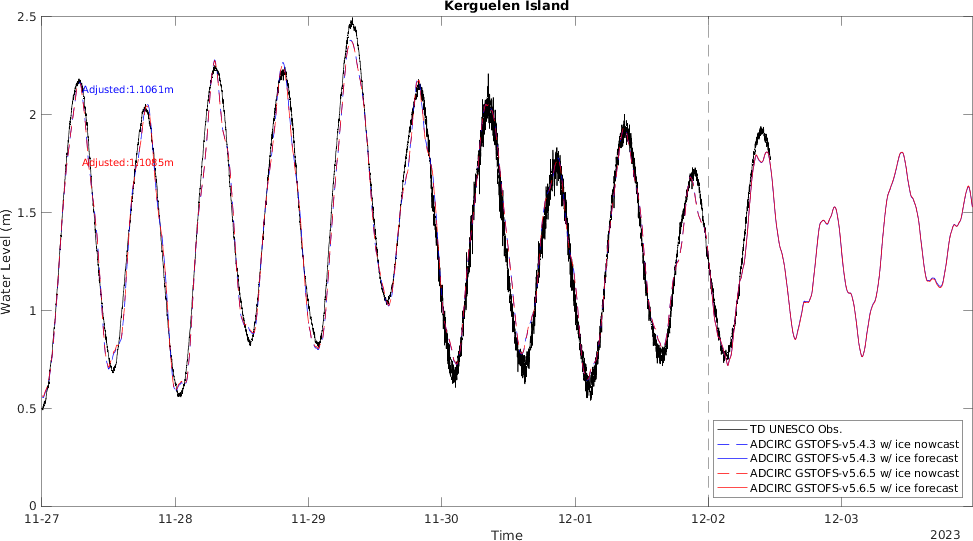 Kerguelen Island
2.5
2
1.5
1
0.5
0
Water Level (m)
Adjusted:1.1061m
Adjusted:1.1085m
TD UNESCO Obs.
ADCIRC GSTOFS-v5.4.3 w/ ice nowcast
ADCIRC GSTOFS-v5.4.3 w/ ice forecast
ADCIRC GSTOFS-v5.6.5 w/ ice nowcast
ADCIRC GSTOFS-v5.6.5 w/ ice forecast
11-27 11-28 11-29 11-30 12-01 12-02 12-03
Time
2023